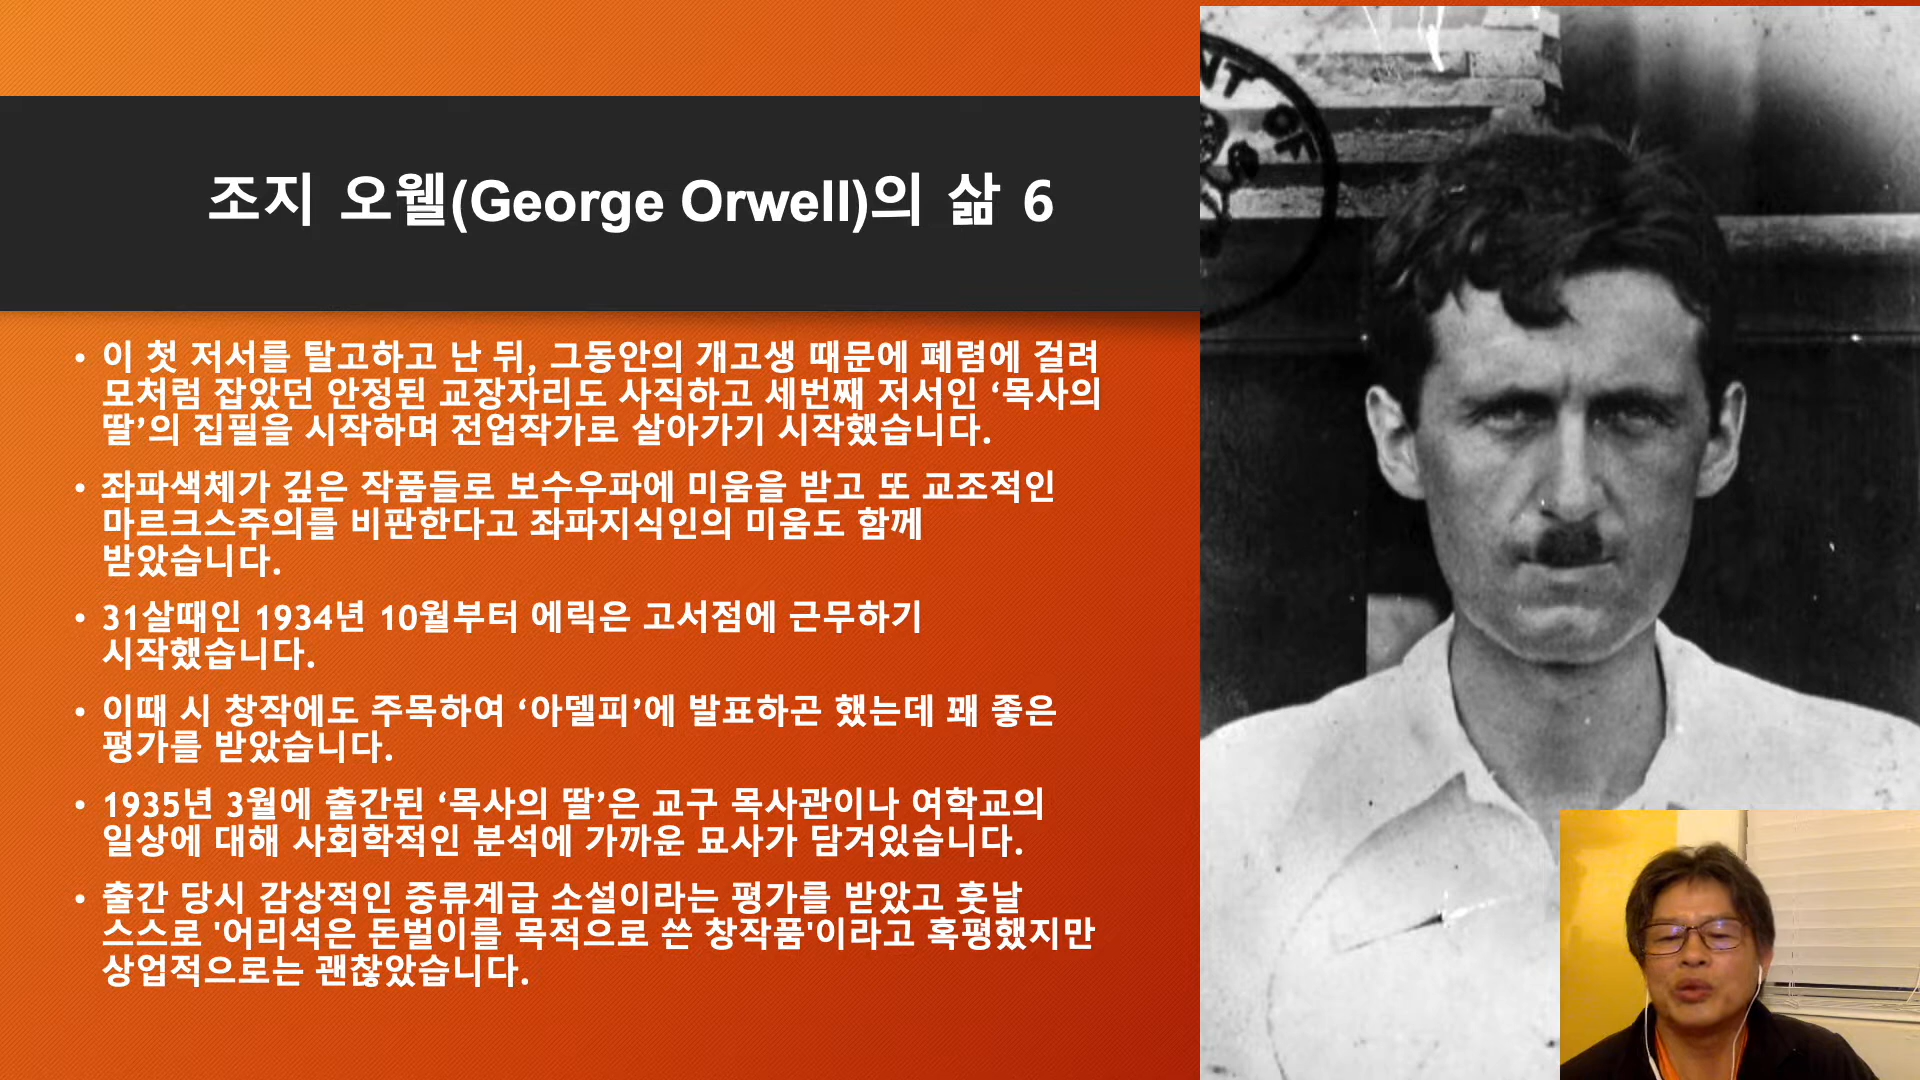 조지 오웰(George Orwell)의 삶 6
• 이 첫 저서를 탈고하고 난 뒤, 그동안의 개고생 때문에 폐렴에 걸려
모처럼 잡았던 안정된 교장자리도 사직하고 세번째 저서인 ‘목사의
딸’의 집필을 시작하며 전업작가로 살아가기 시작했습니다.
• 좌파색체가 깊은 작품들로 보수우파에 미움을 받고 또 교조적인
마르크스주의를 비판한다고 좌파지식인의 미움도 함께
받았습니다.
• 31살때인 1934년 10월부터 에릭은 고서점에 근무하기
시작했습니다.
• 이때 시 창작에도 주목하여 ‘아델피’에 발표하곤 했는데 꽤 좋은
평가를 받았습니다.
• 1935년 3월에 출간된 ‘목사의 딸’은 교구 목사관이나 여학교의
일상에 대해 사회학적인 분석에 가까운 묘사가 담겨있습니다.
• 출간 당시 감상적인 중류계급 소설이라는 평가를 받았고 훗날
스스로 '어리석은 돈벌이를 목적으로 쓴 창작품'이라고 혹평했지만
상업적으로는 괜찮았습니다.
NT OF